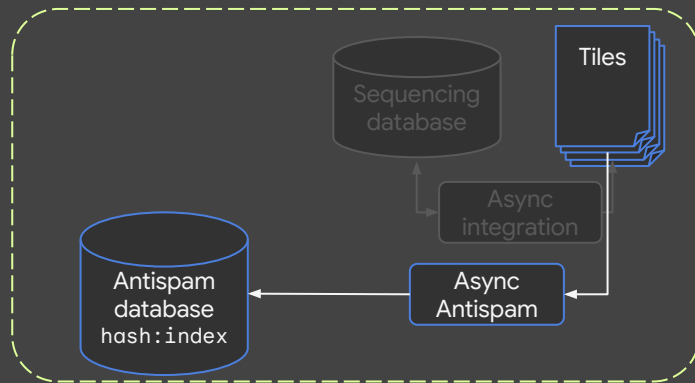 Tiles
Sequencing
database
Async
integration
Antispam
database
hash:index
Async
Antispam